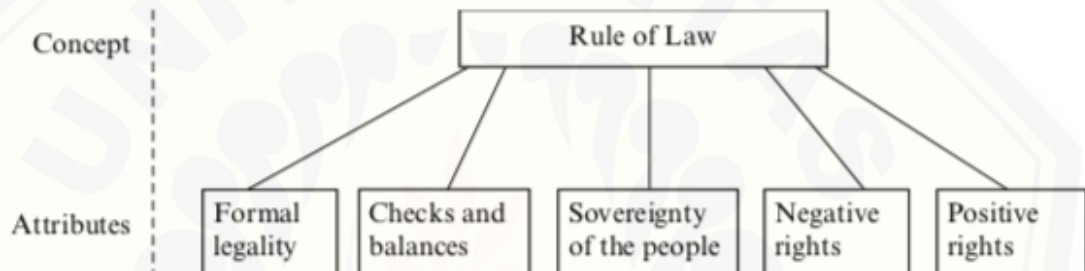 Concept
Rule of Law
Attributes
Formal
legality
Checks and
balances
Sovereignty
of the people
Negative
rights
Positive
rights